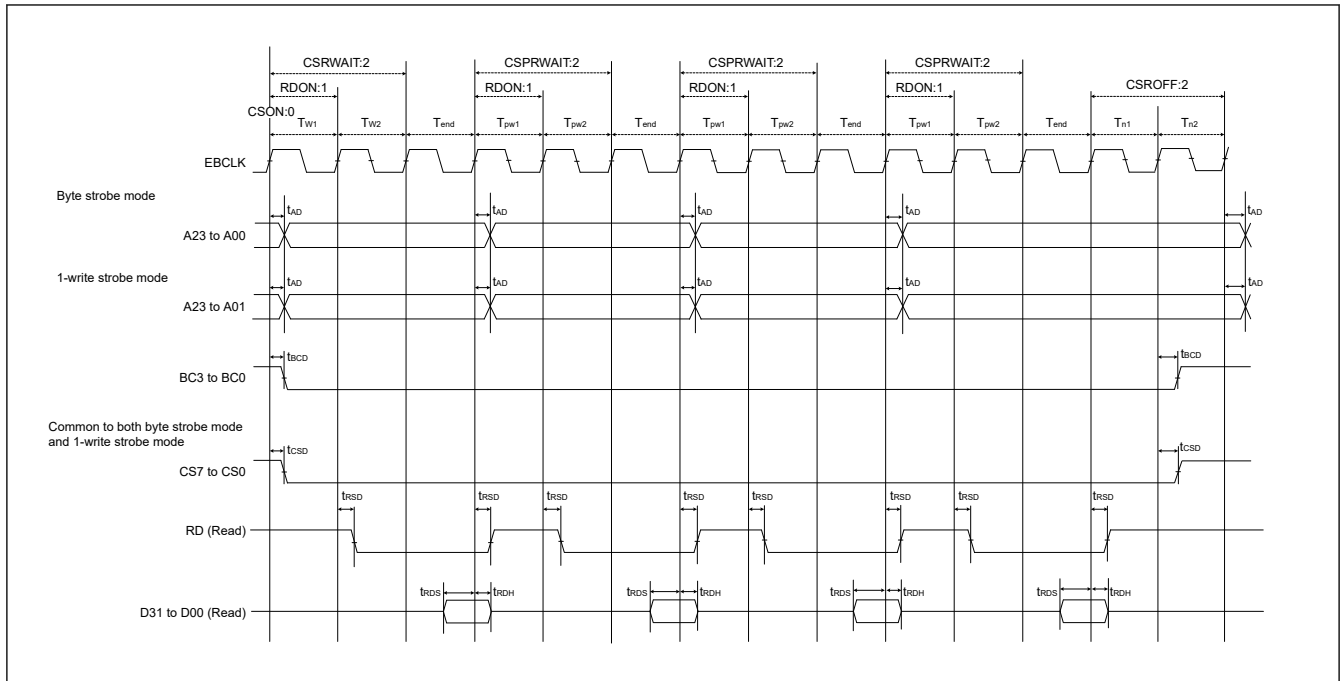 CSRWAIT:2 CSPRWAIT:2 CSPRWAIT:2 CSPRWAIT:2
CSROFF:2
RDON:1 RDON:1 RDON:1 RDON:1
CSON:0
TW1 TW2 Tend Tpw1 Tpw2 Tend Tpw1 Tpw2 Tend Tpw1 Tpw2 Tend Tn1 Tn2
EBCLK
Byte strobe mode
tAD tAD tAD tAD tAD
A23 to A00
1-write strobe mode
tAD tAD tAD tAD tAD
A23 to A01
tBCD tBCD
BC3 to BC0
Common to both byte strobe mode
and 1-write strobe mode
tCSD tCSD
CS7 to CS0
tRSD tRSD tRSD tRSD tRSD tRSD tRSD tRSD
RD (Read)
tRDS tRDH tRDS tRDH tRDS tRDH tRDS tRDH
D31 to D00 (Read)